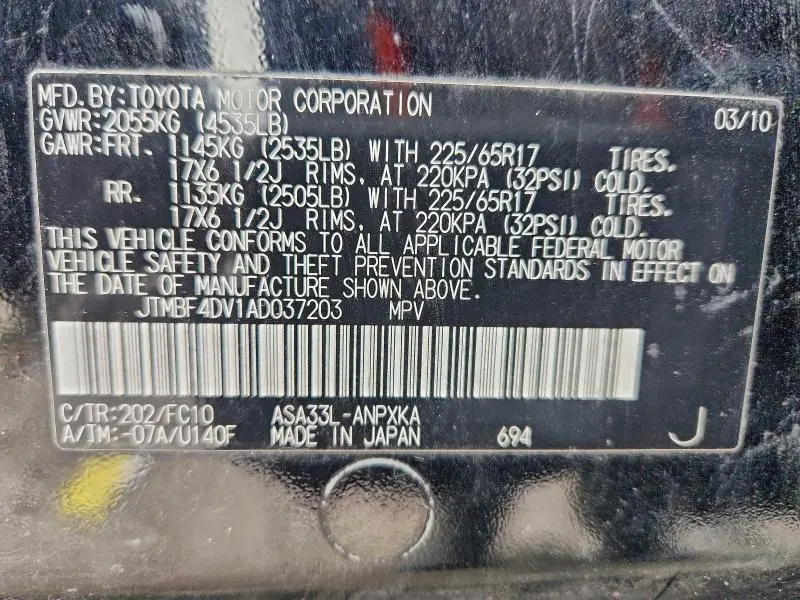 MFD.BY:TOYOTA MOTOR CORPORATION 03/10
GVWR:2055KG (4535LB)
GAWR:FRT. 1145KG (2535LB) WITH 225/65R17 TIRES.
17X6 1/2J RIMS, AT 220KPA (32PSI) COLD.
RR. 1135KG (2505LB) WITH 225/65R17 TIRES.
17X6 1/2J RIMS, AT 220KPA (32PSI) COLD.
THIS VEHICLE CONFORMS TO ALL APPLICABLE FEDERAL MOTOR
VEHICLE SAFETY AND THEFT PREVENTION STANDARDS IN EFFECT ON
THE DATE OF MANUFACTURE SHOWN ABOVE.
JTMBF4DV1AD037203 MPV
C/TR:202/FC10 ASA33L-ANPXKA
A/TM:-07A/U140F MADE IN JAPAN 694 J